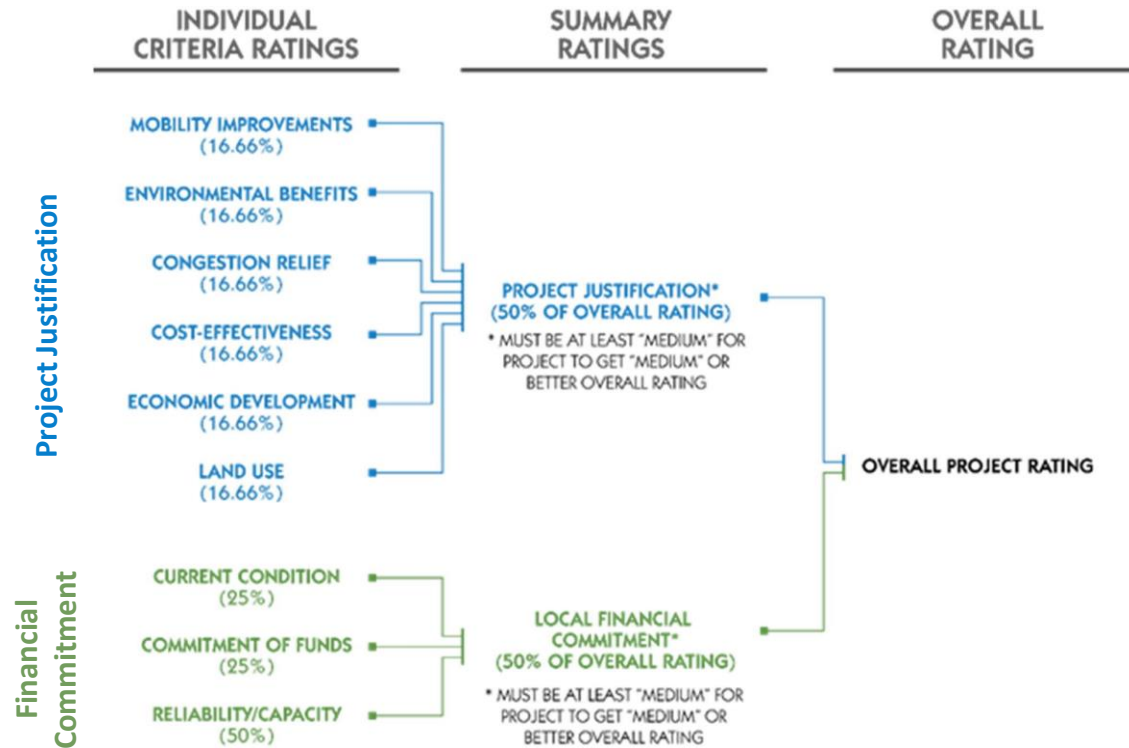 INDIVIDUAL
CRITERIA RATINGS
SUMMARY
RATINGS
OVERALL
RATING
Project Justification
MOBILITY IMPROVEMENTS
(16.66%)
ENVIRONMENTAL BENEFITS
(16.66%)
CONGESTION RELIEF
(16.66%)
COST-EFFECTIVENESS
(16.66%)
ECONOMIC DEVELOPMENT
(16.66%)
LAND USE
(16.66%)
PROJECT JUSTIFICATION*
(50% OF OVERALL RATING)
* MUST BE AT LEAST "MEDIUM" FOR
PROJECT TO GET "MEDIUM" OR
BETTER OVERALL RATING
OVERALL PROJECT RATING
Financial
Commitment
CURRENT CONDITION
(25%)
COMMITMENT OF FUNDS
(25%)
RELIABILITY/CAPACITY
(50%)
LOCAL FINANCIAL
COMMITMENT*
(50% OF OVERALL RATING)
* MUST BE AT LEAST "MEDIUM" FOR
PROJECT TO GET "MEDIUM" OR
BETTER OVERALL RATING